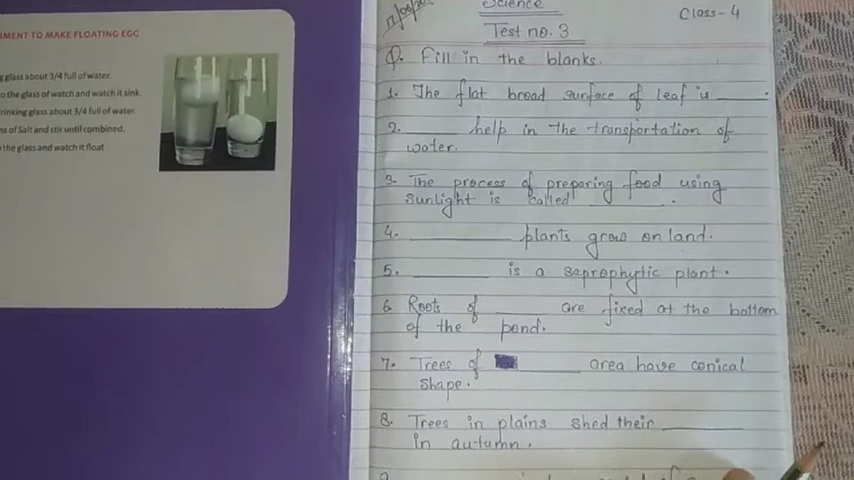 MENT TO MAKE FLOATING EGG
g glass about 3/4 full of water.
o the glass of watch and watch it sink.
rinking glass about 3/4 full of water.
ns of Salt and stir until combined.
the glass and watch it float
Science
Class-4
Test no. 3
Q. Fill in the blanks.
1. The flat broad surface of leaf is ______.
2. ______ help in the transportation of
water.
3. The process of preparing food using
sunlight is called ______.
4. ______ plants grow on land.
5. ______ is a saprophytic plant.
6. Roots of ______ are fixed at the bottom
of the pond.
7. Trees of ______ area have conical
shape.
8. Trees in plains shed their ______
in autumn.